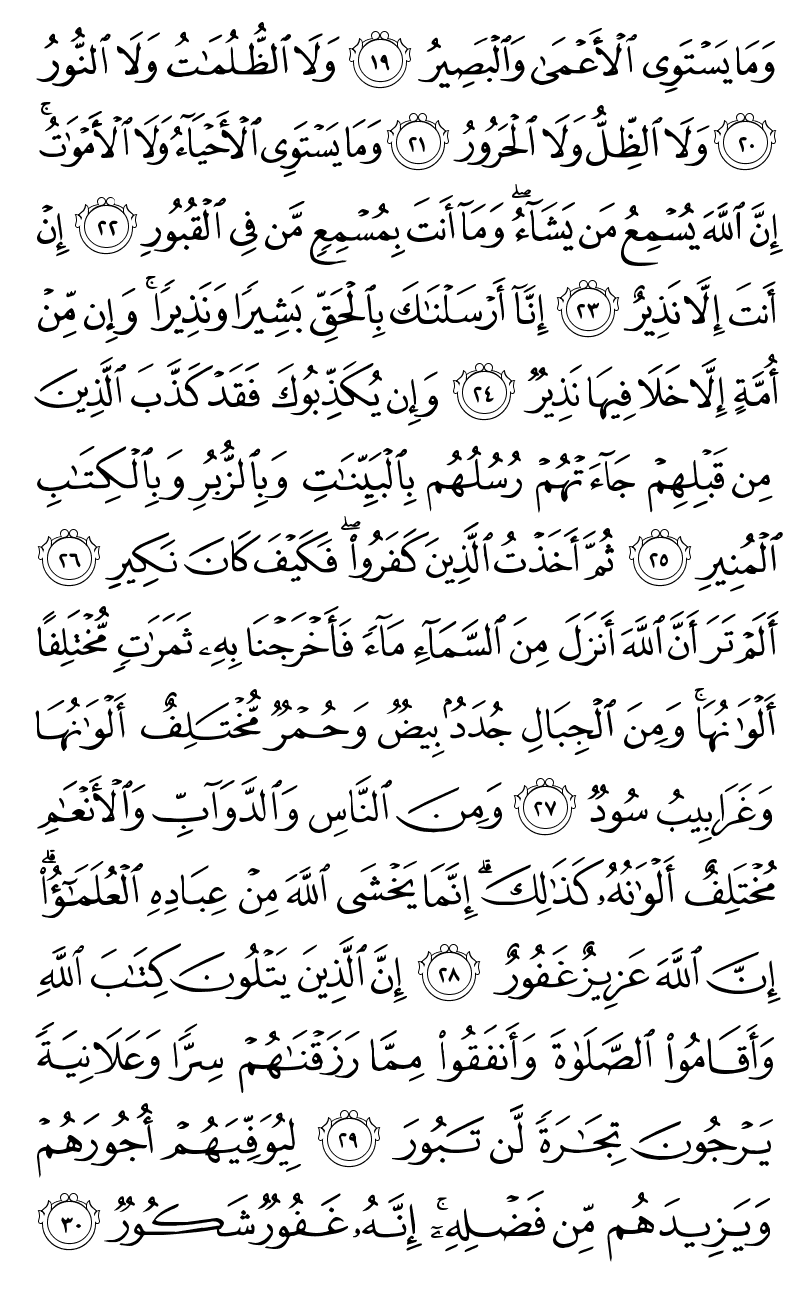 وَمَا يَسْتَوِى ٱلْأَعْمَىٰ وَٱلْبَصِيرُ ١٩ وَلَا ٱلظُّلُمَـٰتُ وَلَا ٱلنُّورُ
٢٠ وَلَا ٱلظِّلُّ وَلَا ٱلْحَرُورُ ٢١ وَمَا يَسْتَوِى ٱلْأَحْيَآءُ وَلَا ٱلْأَمْوَٰتُ ۚ
إِنَّ ٱللَّهَ يُسْمِعُ مَن يَشَآءُ ۖ وَمَآ أَنتَ بِمُسْمِعٍ مَّن فِى ٱلْقُبُورِ ٢٢ إِنْ
أَنتَ إِلَّا نَذِيرٌ ٢٣ إِنَّآ أَرْسَلْنَـٰكَ بِٱلْحَقِّ بَشِيرًا وَنَذِيرًا ۚ وَإِن مِّنْ
أُمَّةٍ إِلَّا خَلَا فِيهَا نَذِيرٌ ٢٤ وَإِن يُكَذِّبُوكَ فَقَدْ كَذَّبَ ٱلَّذِينَ
مِن قَبْلِهِمْ جَآءَتْهُمْ رُسُلُهُم بِٱلْبَيِّنَـٰتِ وَبِٱلزُّبُرِ وَبِٱلْكِتَـٰبِ
ٱلْمُنِيرِ ٢٥ ثُمَّ أَخَذْتُ ٱلَّذِينَ كَفَرُوا۟ ۖ فَكَيْفَ كَانَ نَكِيرِ ٢٦
أَلَمْ تَرَ أَنَّ ٱللَّهَ أَنزَلَ مِنَ ٱلسَّمَآءِ مَآءً فَأَخْرَجْنَا بِهِۦ ثَمَرَٰتٍ مُّخْتَلِفًا
أَلْوَٰنُهَا ۚ وَمِنَ ٱلْجِبَالِ جُدَدٌۢ بِيضٌ وَحُمْرٌ مُّخْتَلِفٌ أَلْوَٰنُهَا
وَغَرَابِيبُ سُودٌ ٢٧ وَمِنَ ٱلنَّاسِ وَٱلدَّوَآبِّ وَٱلْأَنْعَـٰمِ
مُخْتَلِفٌ أَلْوَٰنُهُۥ كَذَٰلِكَ ۗ إِنَّمَا يَخْشَى ٱللَّهَ مِنْ عِبَادِهِ ٱلْعُلَمَـٰٓؤُا۟ ۗ
إِنَّ ٱللَّهَ عَزِيزٌ غَفُورٌ ٢٨ إِنَّ ٱلَّذِينَ يَتْلُونَ كِتَـٰبَ ٱللَّهِ
وَأَقَامُوا۟ ٱلصَّلَوٰةَ وَأَنفَقُوا۟ مِمَّا رَزَقْنَـٰهُمْ سِرًّا وَعَلَانِيَةً
يَرْجُونَ تِجَـٰرَةً لَّن تَبُورَ ٢٩ لِيُوَفِّيَهُمْ أُجُورَهُمْ
وَيَزِيدَهُم مِّن فَضْلِهِۦٓ ۚ إِنَّهُۥ غَفُورٌ شَكُورٌ ٣٠